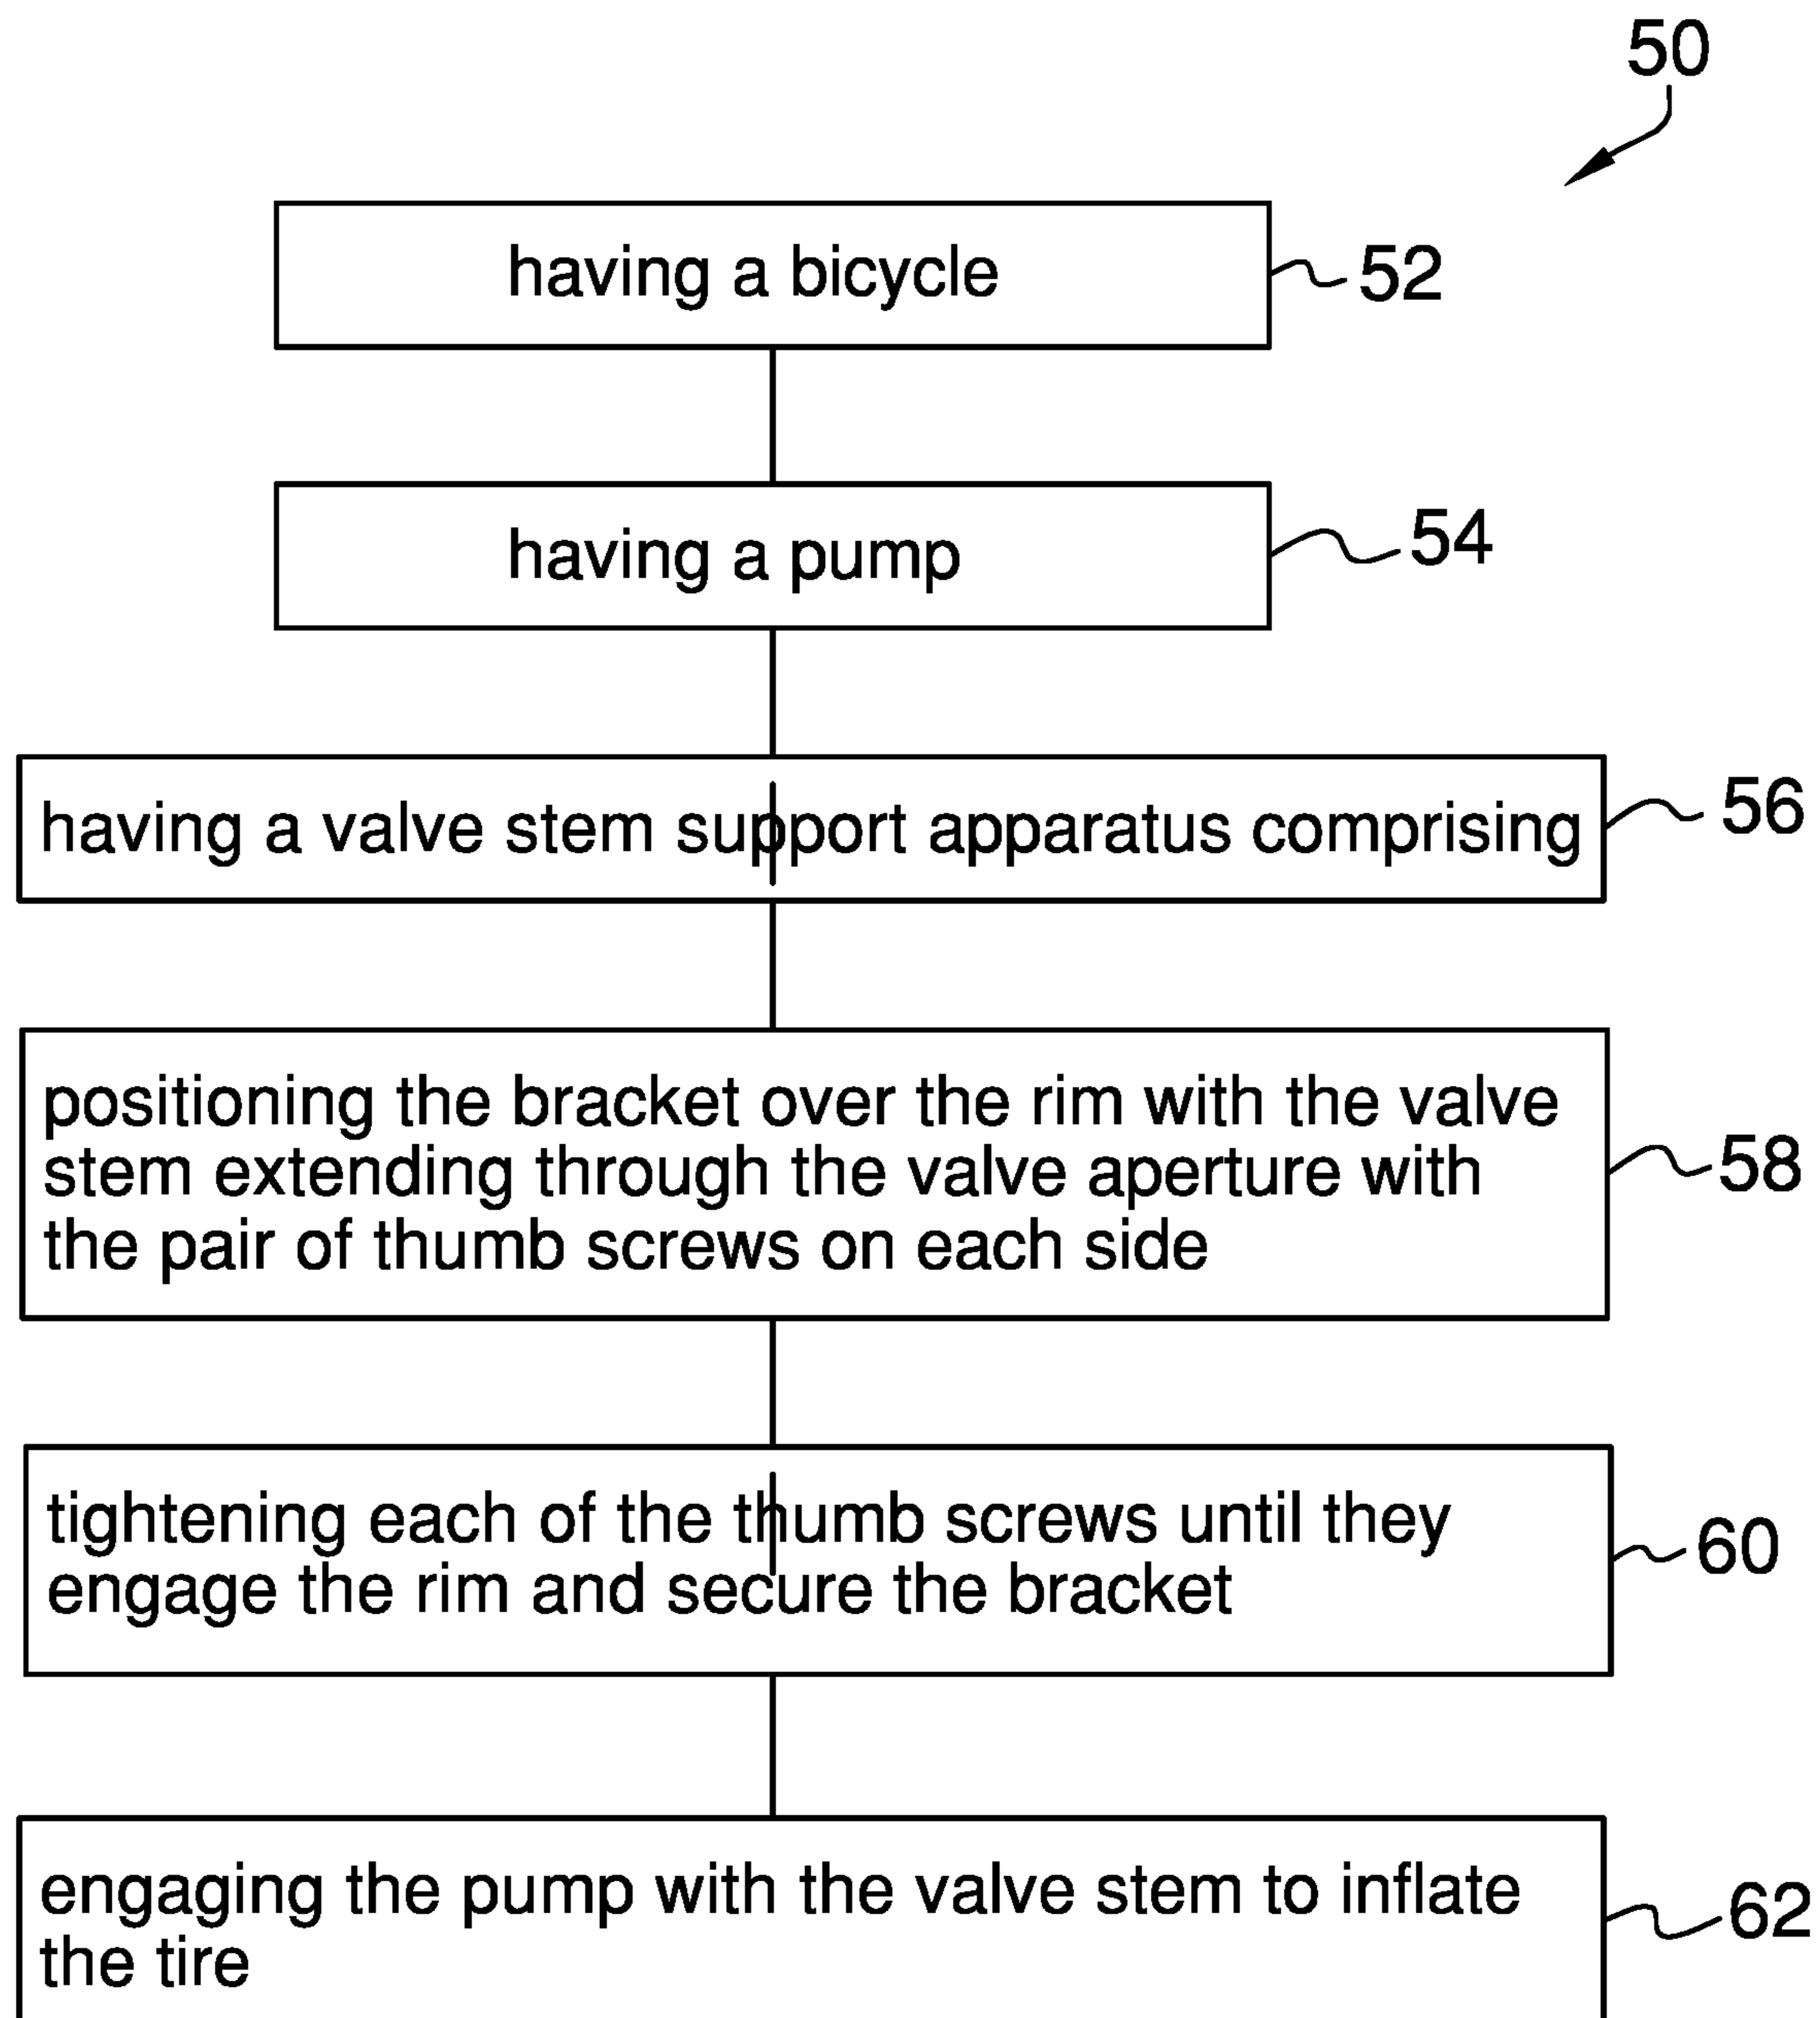 50
having a bicycle
52
having a pump
54
having a valve stem support apparatus comprising
56
positioning the bracket over the rim with the valve
stem extending through the valve aperture with
the pair of thumb screws on each side
58
tightening each of the thumb screws until they
engage the rim and secure the bracket
60
engaging the pump with the valve stem to inflate
the tire
62